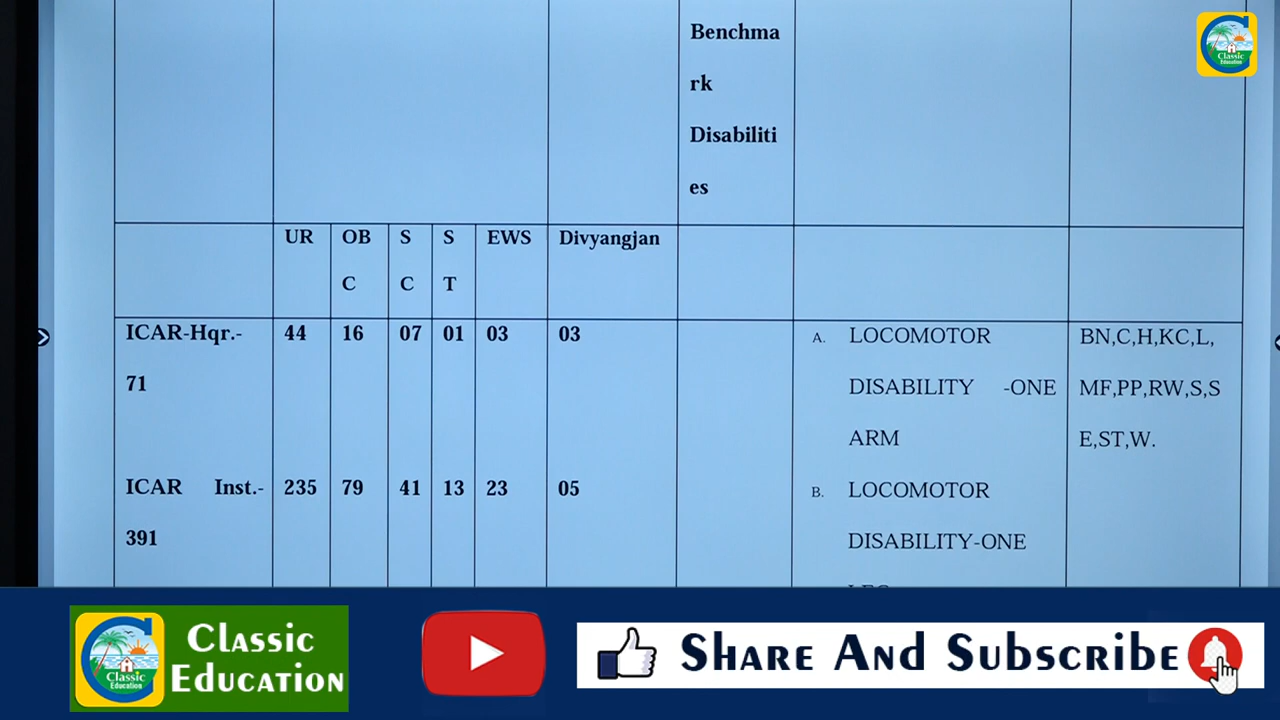 Benchma
rk
Disabiliti
es
Classic
Education
UR OB S S EWS Divyangjan
C C T
ICAR-Hqr.- 44 16 07 01 03 03 A. LOCOMOTOR BN,C,H,KC,L,
71 DISABILITY -ONE MF,PP,RW,S,S
ARM E,ST,W.
ICAR Inst.- 235 79 41 13 23 05 B. LOCOMOTOR
391 DISABILITY-ONE
Classic
Education
Classic
Education
Share And Subscribe